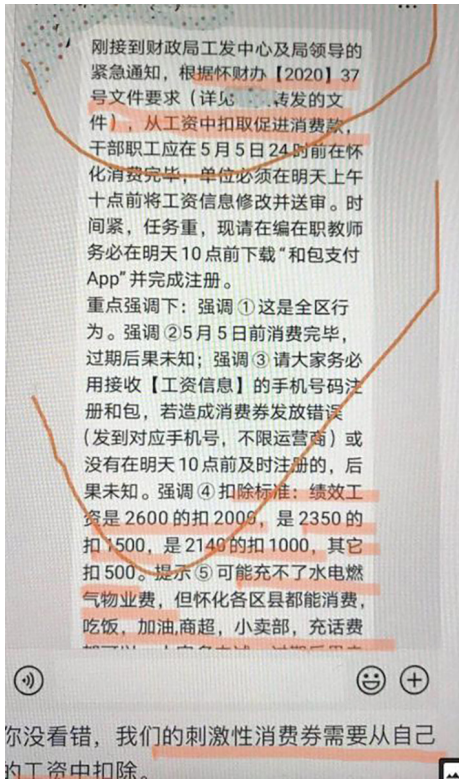 刚接到财政局工发中心及局领导的
紧急通知，根据怀财办【2020】37
号文件要求（详见 转发的文
件），从工资中扣取促进消费款，
干部职工应在5月5日24时前在怀
化消费完毕，单位必须在明天上午
十点前将工资信息修改并送审。时
间紧，任务重，现请在编在职教师
务必在明天10点前下载“和包支付
App”并完成注册。
重点强调下：强调①这是全区行
为。强调②5月5日前消费完毕，
过期后果未知；强调③请大家务必
用接收【工资信息】的手机号码注
册和包，若造成消费券发放错误
（发到对应手机号，不限运营商）或
没有在明天10点前及时注册的，后
果未知。强调④扣除标准：绩效工
资是2600的扣2000，是2350的
扣1500，是2140的扣1000，其它
扣500。提示⑤可能充不了水电燃
气物业费，但怀化各区县都能消费，
吃饭，加油,商超，小卖部，充话费
你没看错，我们的刺激性消费券需要从自己
的工资中扣除。